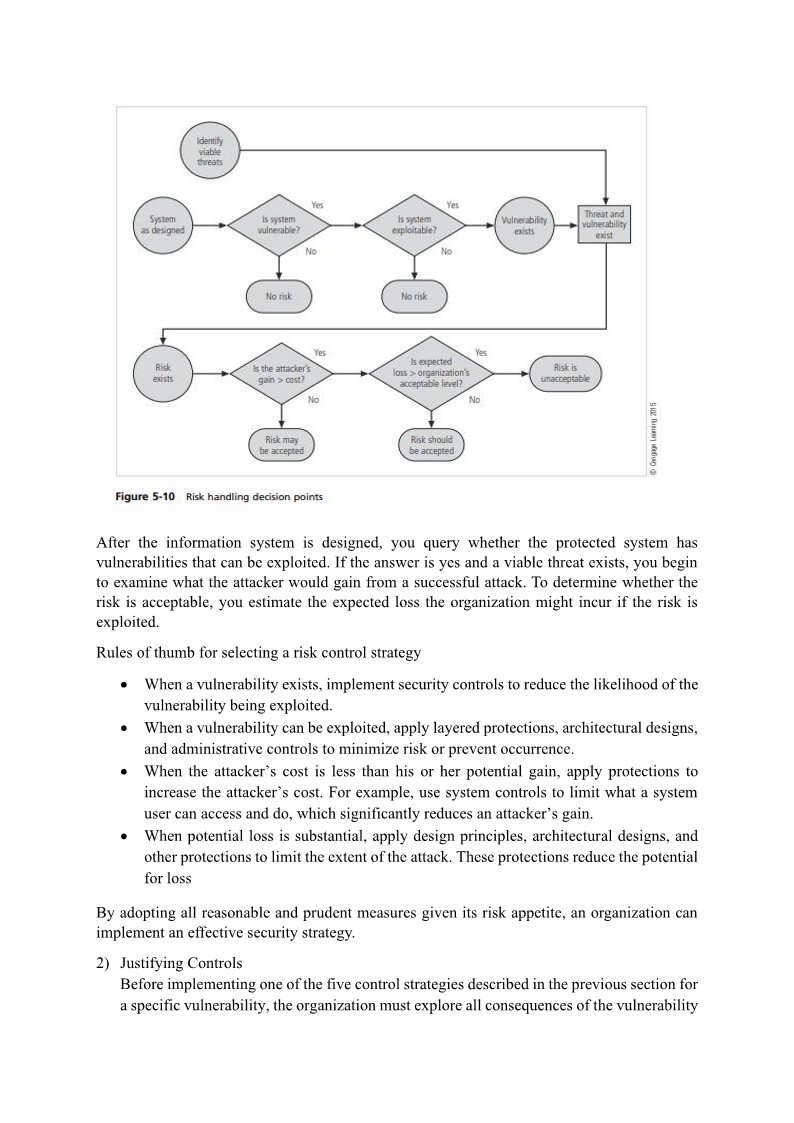 Identify
viable
threats
System
as designed
Is system
vulnerable?
Yes
No
No risk
Is system
exploitable?
Yes
No
No risk
Vulnerability
exists
Threat and
vulnerability
exist
Risk
exists
Is the attacker's
gain > cost?
Yes
No
Risk may
be accepted
Is expected
loss > organization's
acceptable level?
Yes
No
Risk should
be accepted
Risk is
unacceptable
© Cengage Learning 2015
Figure 5-10 Risk handling decision points
After the information system is designed, you query whether the protected system has
vulnerabilities that can be exploited. If the answer is yes and a viable threat exists, you begin
to examine what the attacker would gain from a successful attack. To determine whether the
risk is acceptable, you estimate the expected loss the organization might incur if the risk is
exploited.
Rules of thumb for selecting a risk control strategy
• When a vulnerability exists, implement security controls to reduce the likelihood of the
vulnerability being exploited.
• When a vulnerability can be exploited, apply layered protections, architectural designs,
and administrative controls to minimize risk or prevent occurrence.
• When the attacker's cost is less than his or her potential gain, apply protections to
increase the attacker's cost. For example, use system controls to limit what a system
user can access and do, which significantly reduces an attacker's gain.
• When potential loss is substantial, apply design principles, architectural designs, and
other protections to limit the extent of the attack. These protections reduce the potential
for loss
By adopting all reasonable and prudent measures given its risk appetite, an organization can
implement an effective security strategy.
2) Justifying Controls
Before implementing one of the five control strategies described in the previous section for
a specific vulnerability, the organization must explore all consequences of the vulnerability